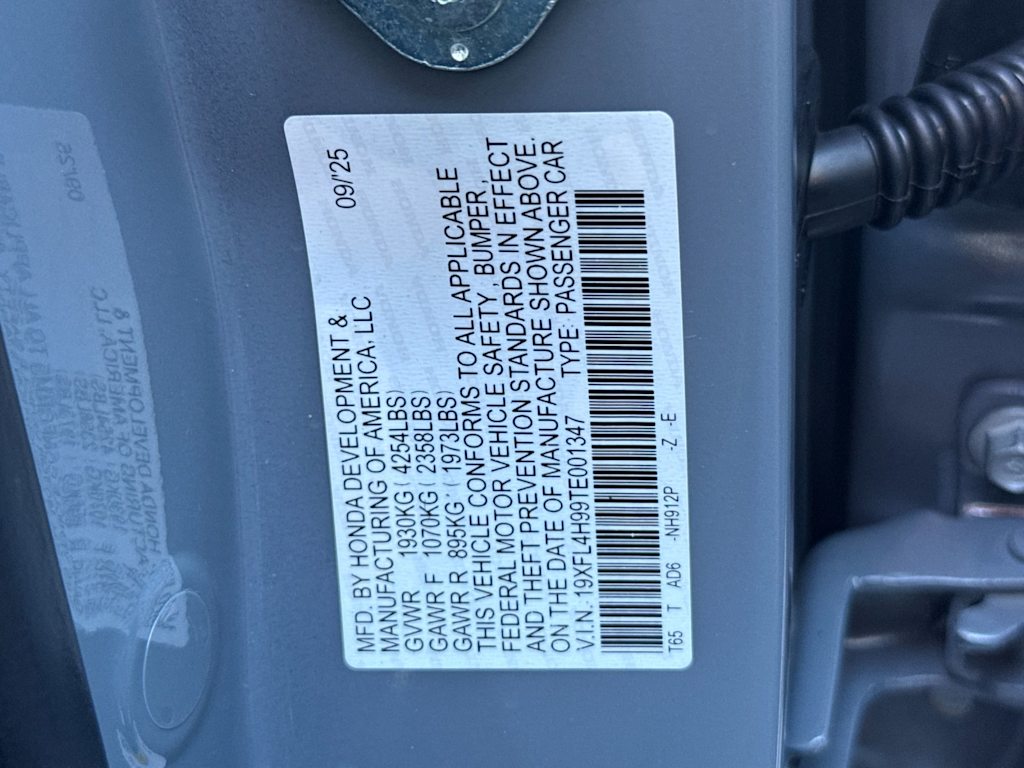 MFD. BY HONDA DEVELOPMENT & 09/'25
MANUFACTURING OF AMERICA, LLC
GVWR 1930KG ( 4254LBS)
GAWR F 1070KG ( 2358LBS)
GAWR R 895KG ( 1973LBS)
THIS VEHICLE CONFORMS TO ALL APPLICABLE
FEDERAL MOTOR VEHICLE SAFETY, BUMPER,
AND THEFT PREVENTION STANDARDS IN EFFECT
ON THE DATE OF MANUFACTURE SHOWN ABOVE.
V.I.N. 19XFL4H99TE001347 TYPE: PASSENGER CAR
T65 T AD6 -NH912P -Z -E